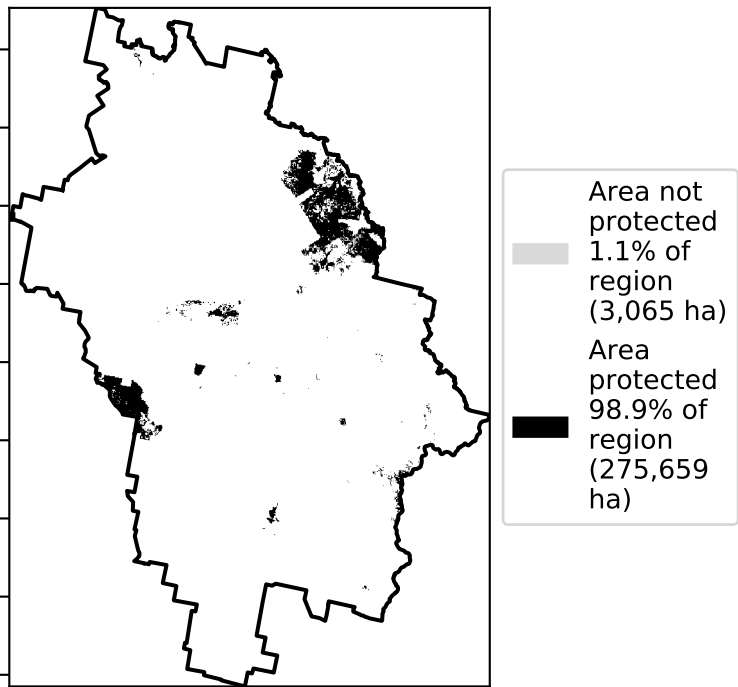 Area not
protected
1.1% of
region
(3,065 ha)
Area
protected
98.9% of
region
(275,659
ha)